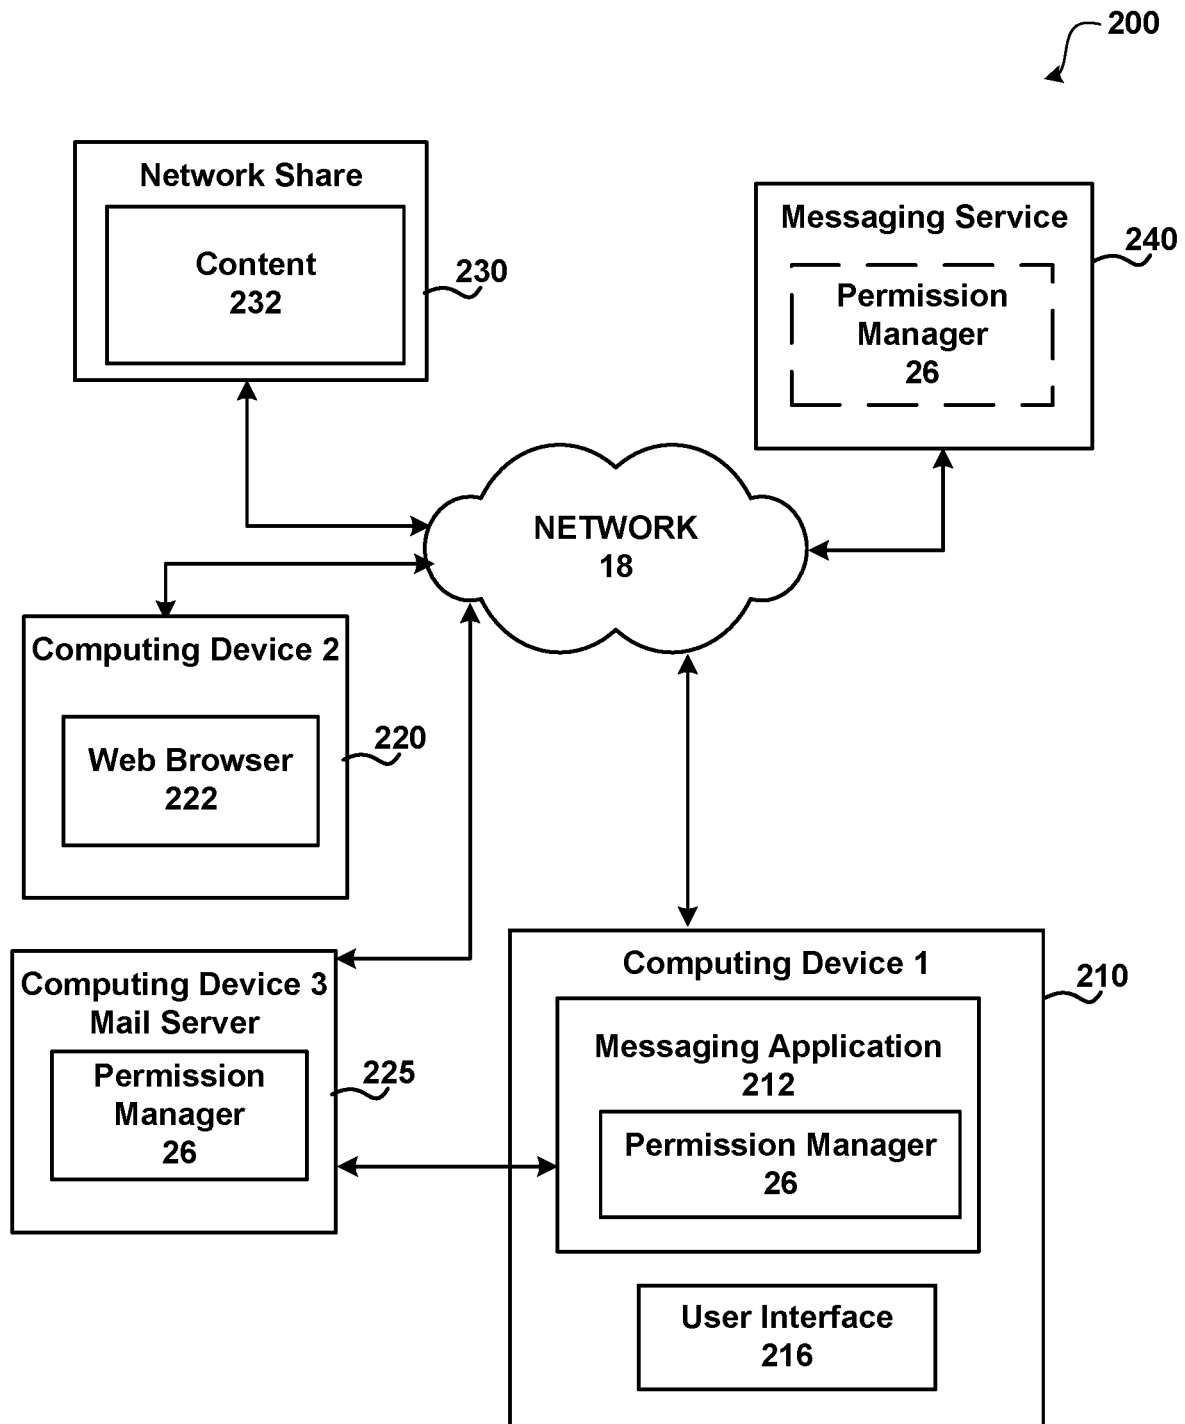 200
Network Share
Content
232
230
Messaging Service
Permission
Manager
26
240
NETWORK
18
Computing Device 2
Web Browser
222
220
Computing Device 3
Mail Server
Permission
Manager
26
225
Computing Device 1
210
Messaging Application
212
Permission Manager
26
User Interface
216